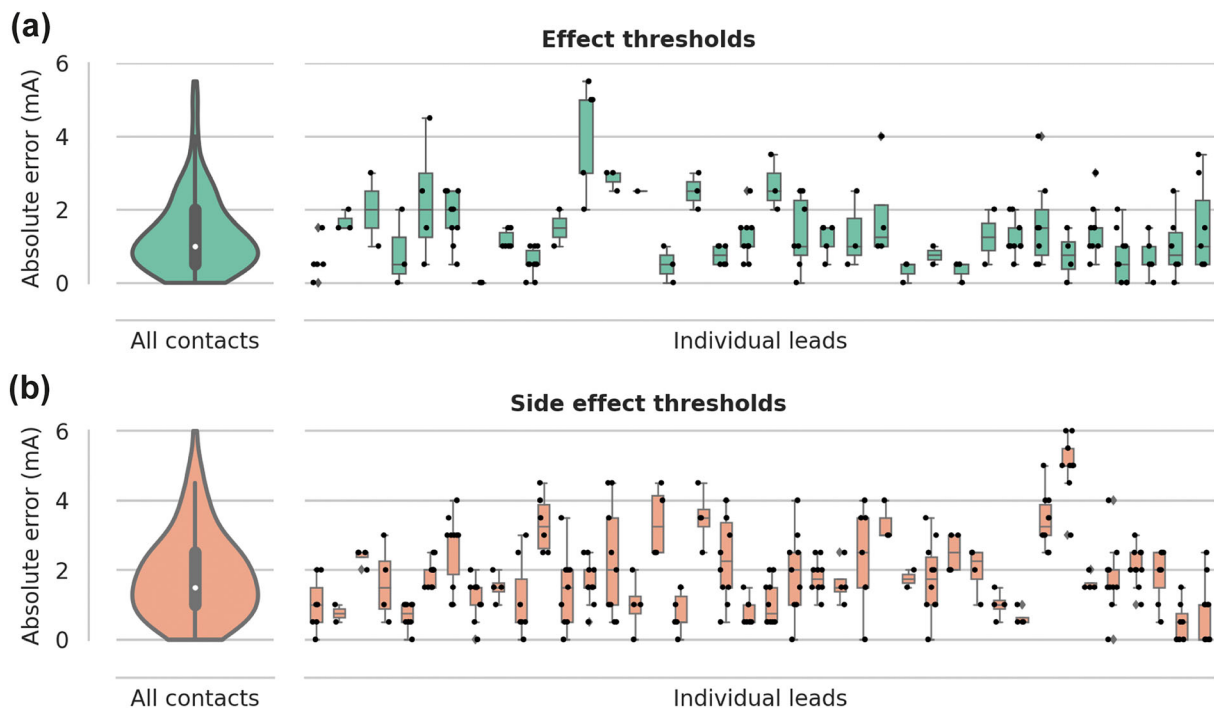 (a)
Effect thresholds
Absolute error (mA)
6
4
2
0
All contacts
Individual leads
(b)
Side effect thresholds
Absolute error (mA)
6
4
2
0
All contacts
Individual leads